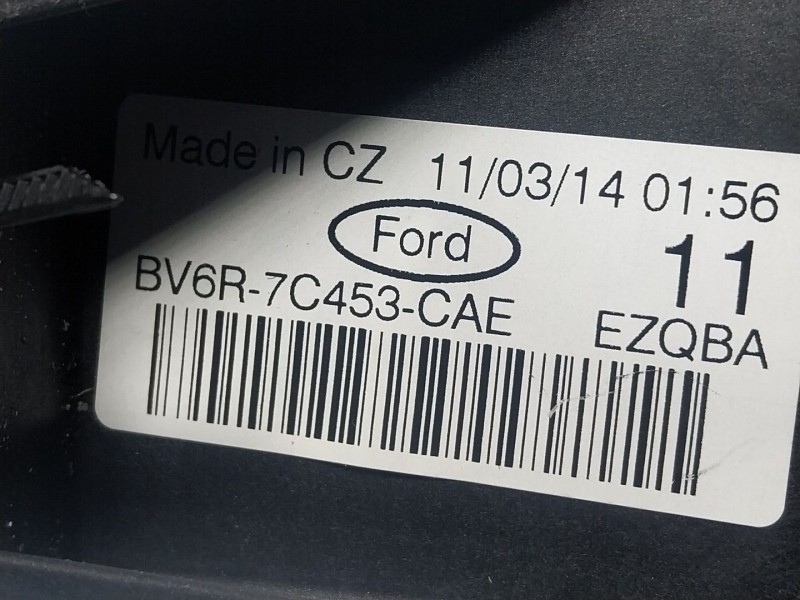 Made in CZ 11/03/14 01:56
Ford 11
BV6R-7C453-CAE EZQBA